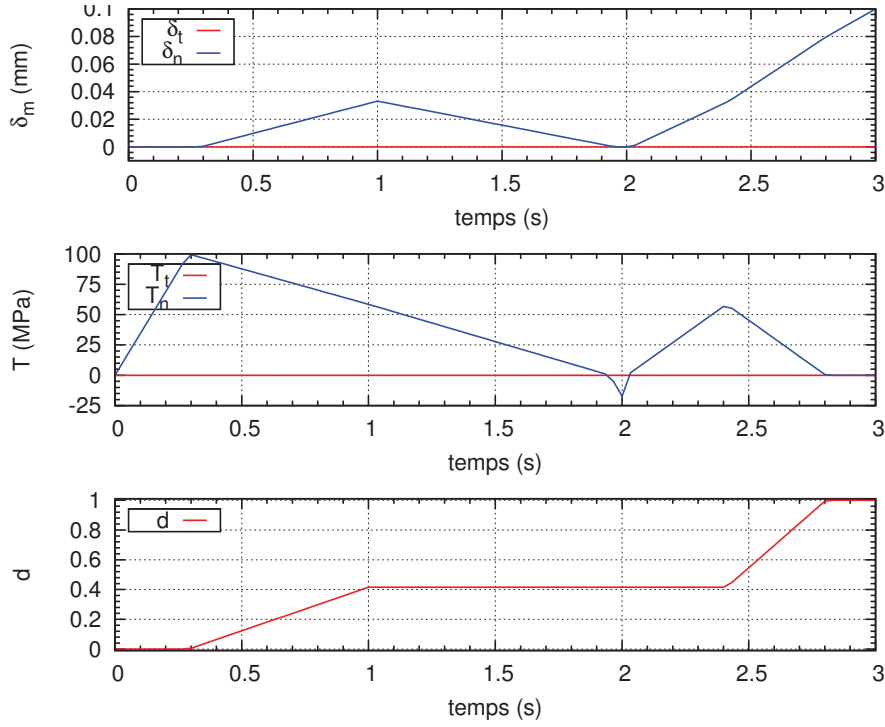 0.1
0.08
0.06
0.04
0.02
0
δm (mm)
δt
δn
0.5 1 1.5 2 2.5 3
temps (s)
100
75
50
25
0
-25
T (MPa)
Tt
Tn
0 0.5 1 1.5 2 2.5 3
temps (s)
1
0.8
0.6
0.4
0.2
0
d
d
0 0.5 1 1.5 2 2.5 3
temps (s)